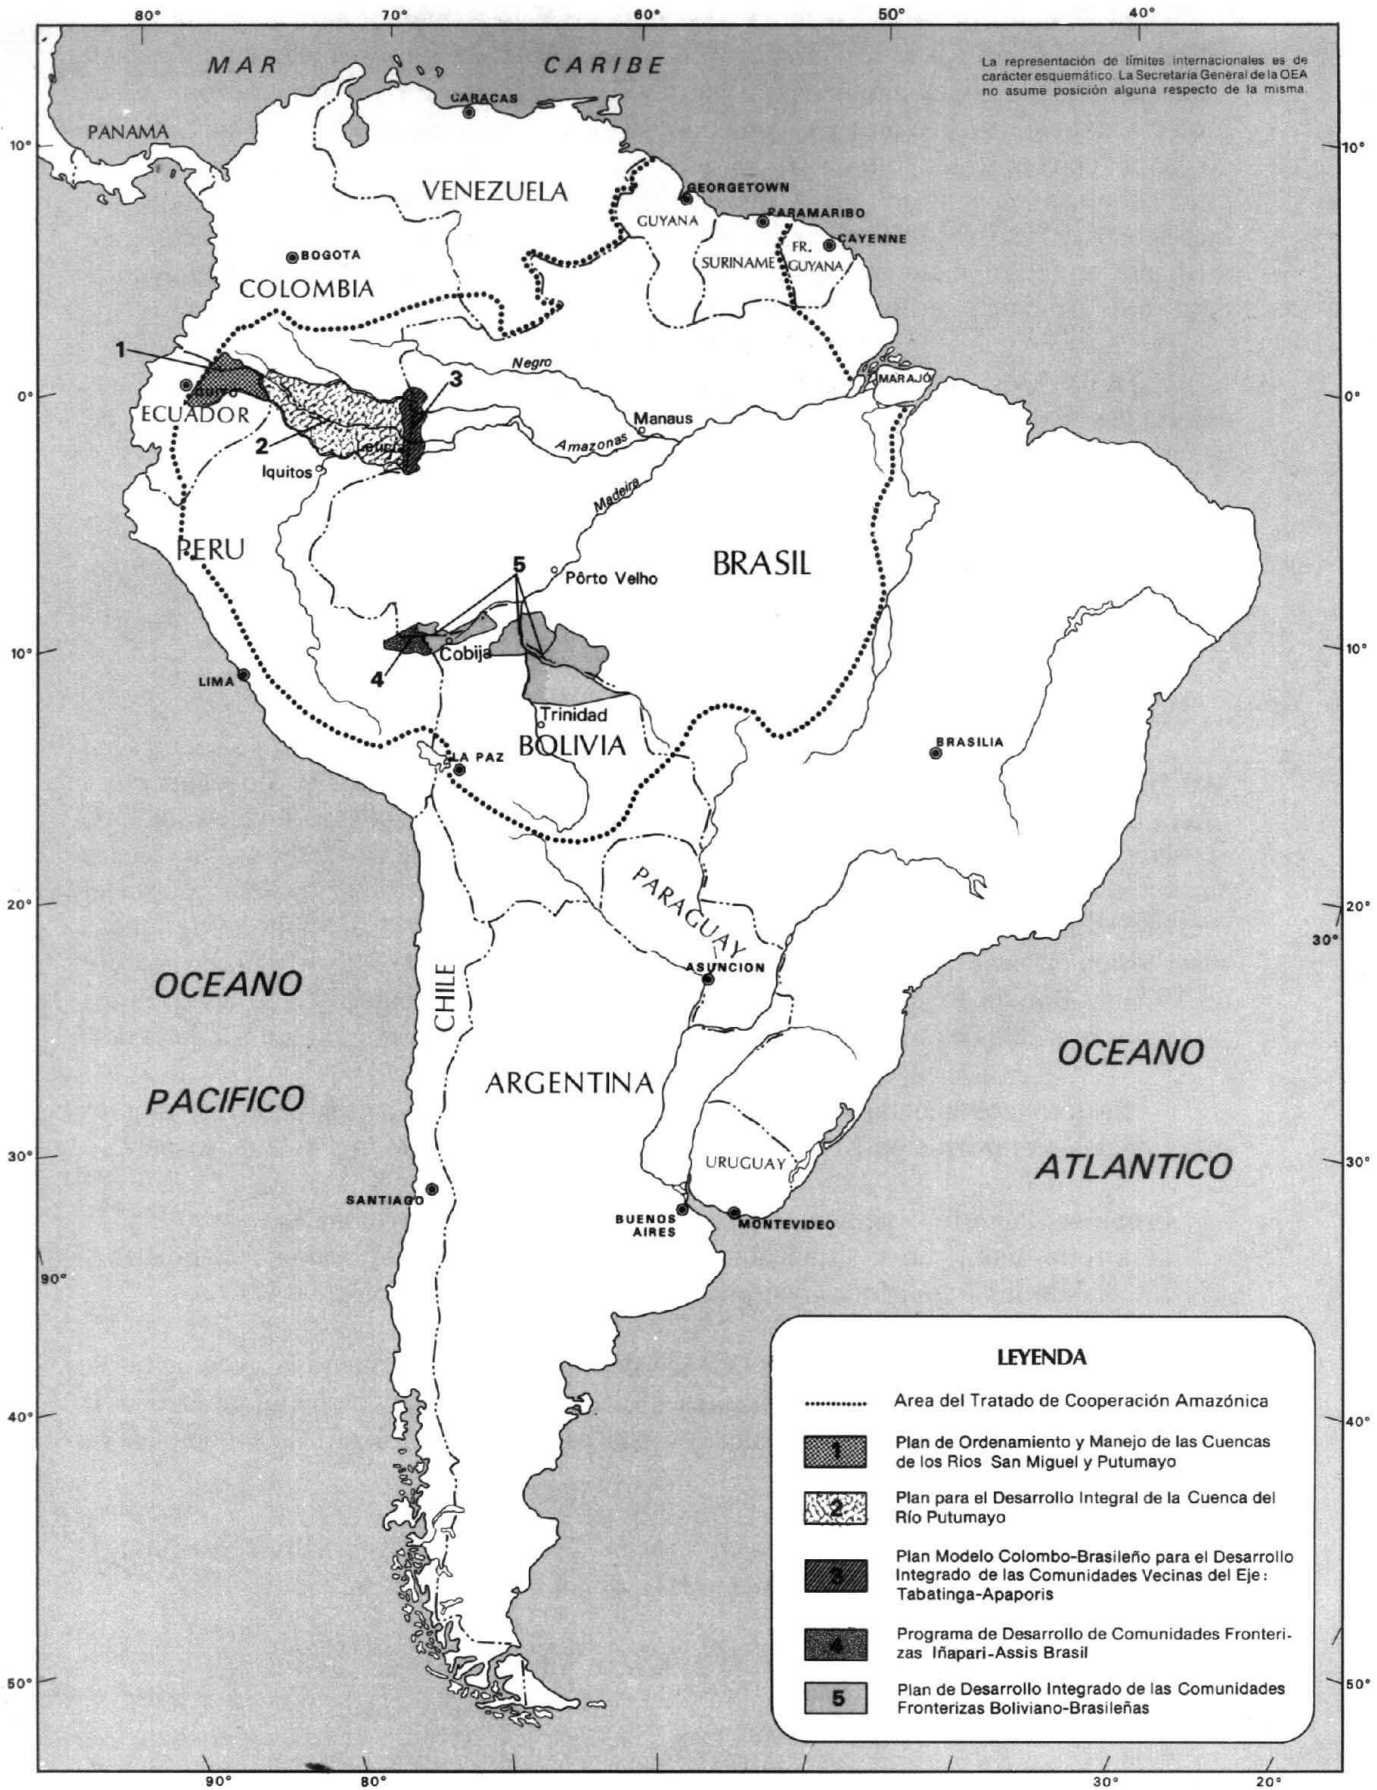 80°
70°
60°
50°
40°
MAR
CARIBE
La representación de límites internacionales es de
carácter esquemático. La Secretaría General de la OEA
no asume posición alguna respecto de la misma.
CARACAS
PANAMA
10°
10°
VENEZUELA
GEORGETOWN
PARAMARIBO
GUYANA
CAYENNE
BOGOTA
FR.
GUYANA
SURINAME
COLOMBIA
1
Negro
3
MARAJÓ
0°
QUITO
0°
ECUADOR
Manaus
2
Amazonas
Iquitos
Madeira
PERU
BRASIL
5
Pôrto Velho
10°
Cobija
10°
4
LIMA
Trinidad
BOLIVIA
BRASILIA
LA PAZ
PARAGUAY
20°
20°
30°
ASUNCION
OCEANO
CHILE
OCEANO
ARGENTINA
PACIFICO
30°
URUGUAY
30°
ATLANTICO
SANTIAGO
BUENOS
AIRES
MONTEVIDEO
90°
LEYENDA
Area del Tratado de Cooperación Amazónica
40°
40°
1
Plan de Ordenamiento y Manejo de las Cuencas
de los Rios San Miguel y Putumayo
2
Plan para el Desarrollo Integral de la Cuenca del
Río Putumayo
3
Plan Modelo Colombo-Brasileño para el Desarrollo
Integrado de las Comunidades Vecinas del Eje:
Tabatinga-Apaporis
4
Programa de Desarrollo de Comunidades Fronteri-
zas Iñapari-Assis Brasil
50°
50°
5
Plan de Desarrollo Integrado de las Comunidades
Fronterizas Boliviano-Brasileñas
90°
80°
70°
60°
30°
20°